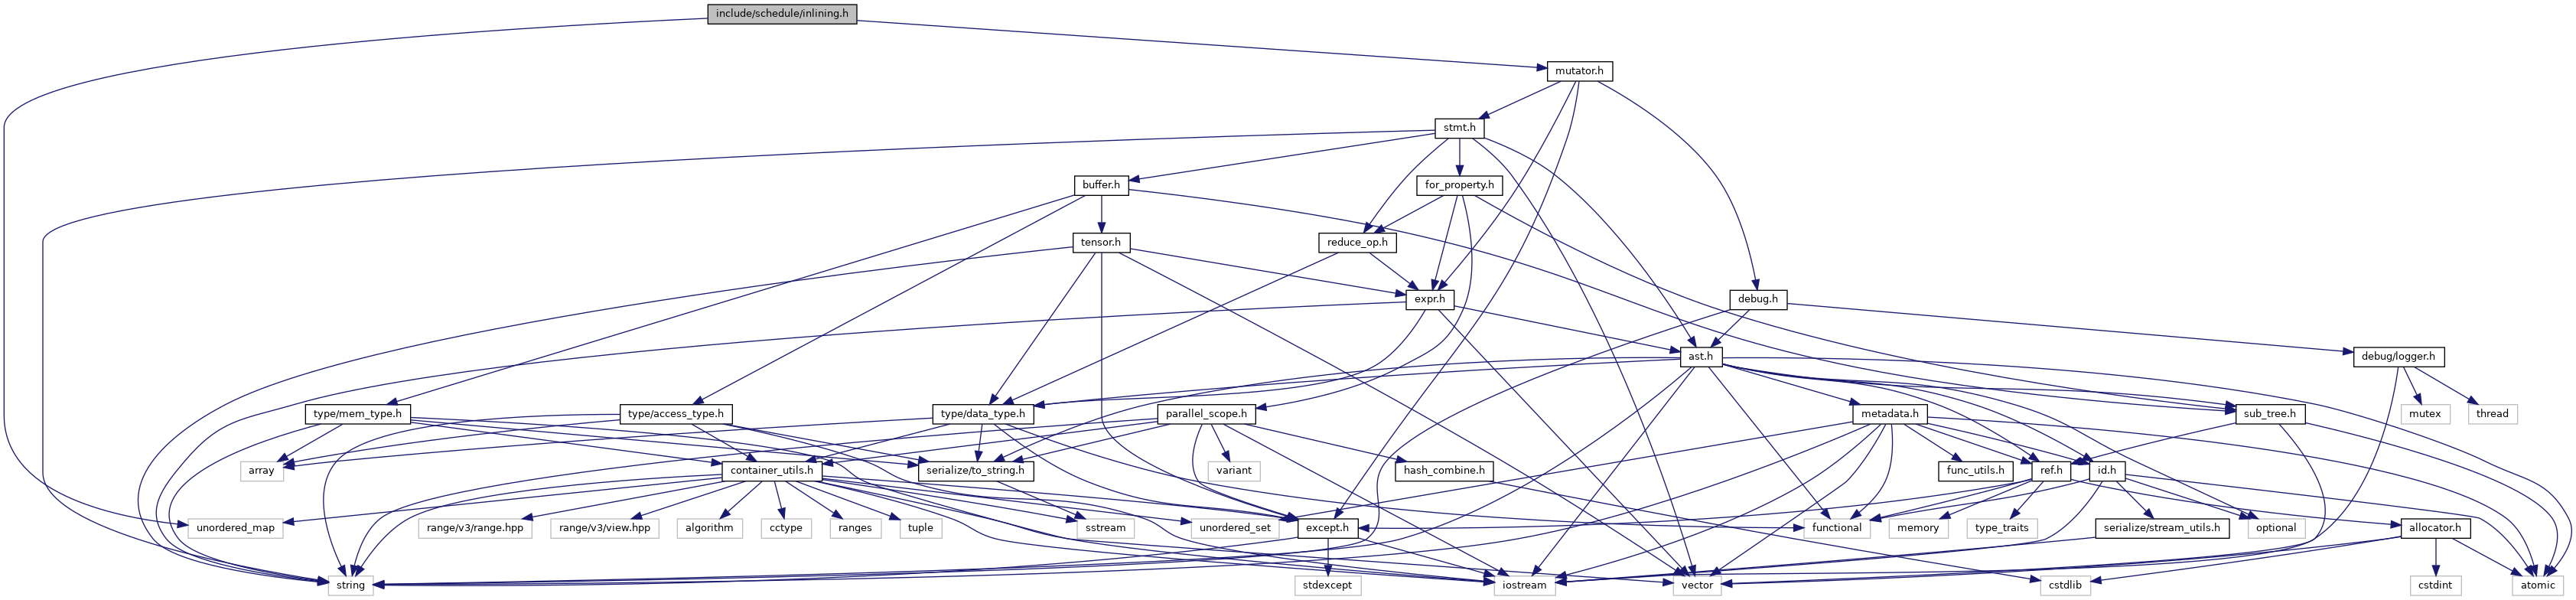 include/schedule/inlining.h
mutator.h
stmt.h
buffer.h
for_property.h
tensor.h
reduce_op.h
expr.h
debug.h
ast.h
debug/logger.h
type/mem_type.h
type/access_type.h
type/data_type.h
parallel_scope.h
metadata.h
sub_tree.h
mutex
thread
array
container_utils.h
serialize/to_string.h
variant
hash_combine.h
func_utils.h
ref.h
id.h
unordered_map
range/v3/range.hpp
range/v3/view.hpp
algorithm
cctype
ranges
tuple
sstream
unordered_set
except.h
functional
memory
type_traits
serialize/stream_utils.h
optional
allocator.h
string
stdexcept
iostream
vector
cstdlib
cstdint
atomic